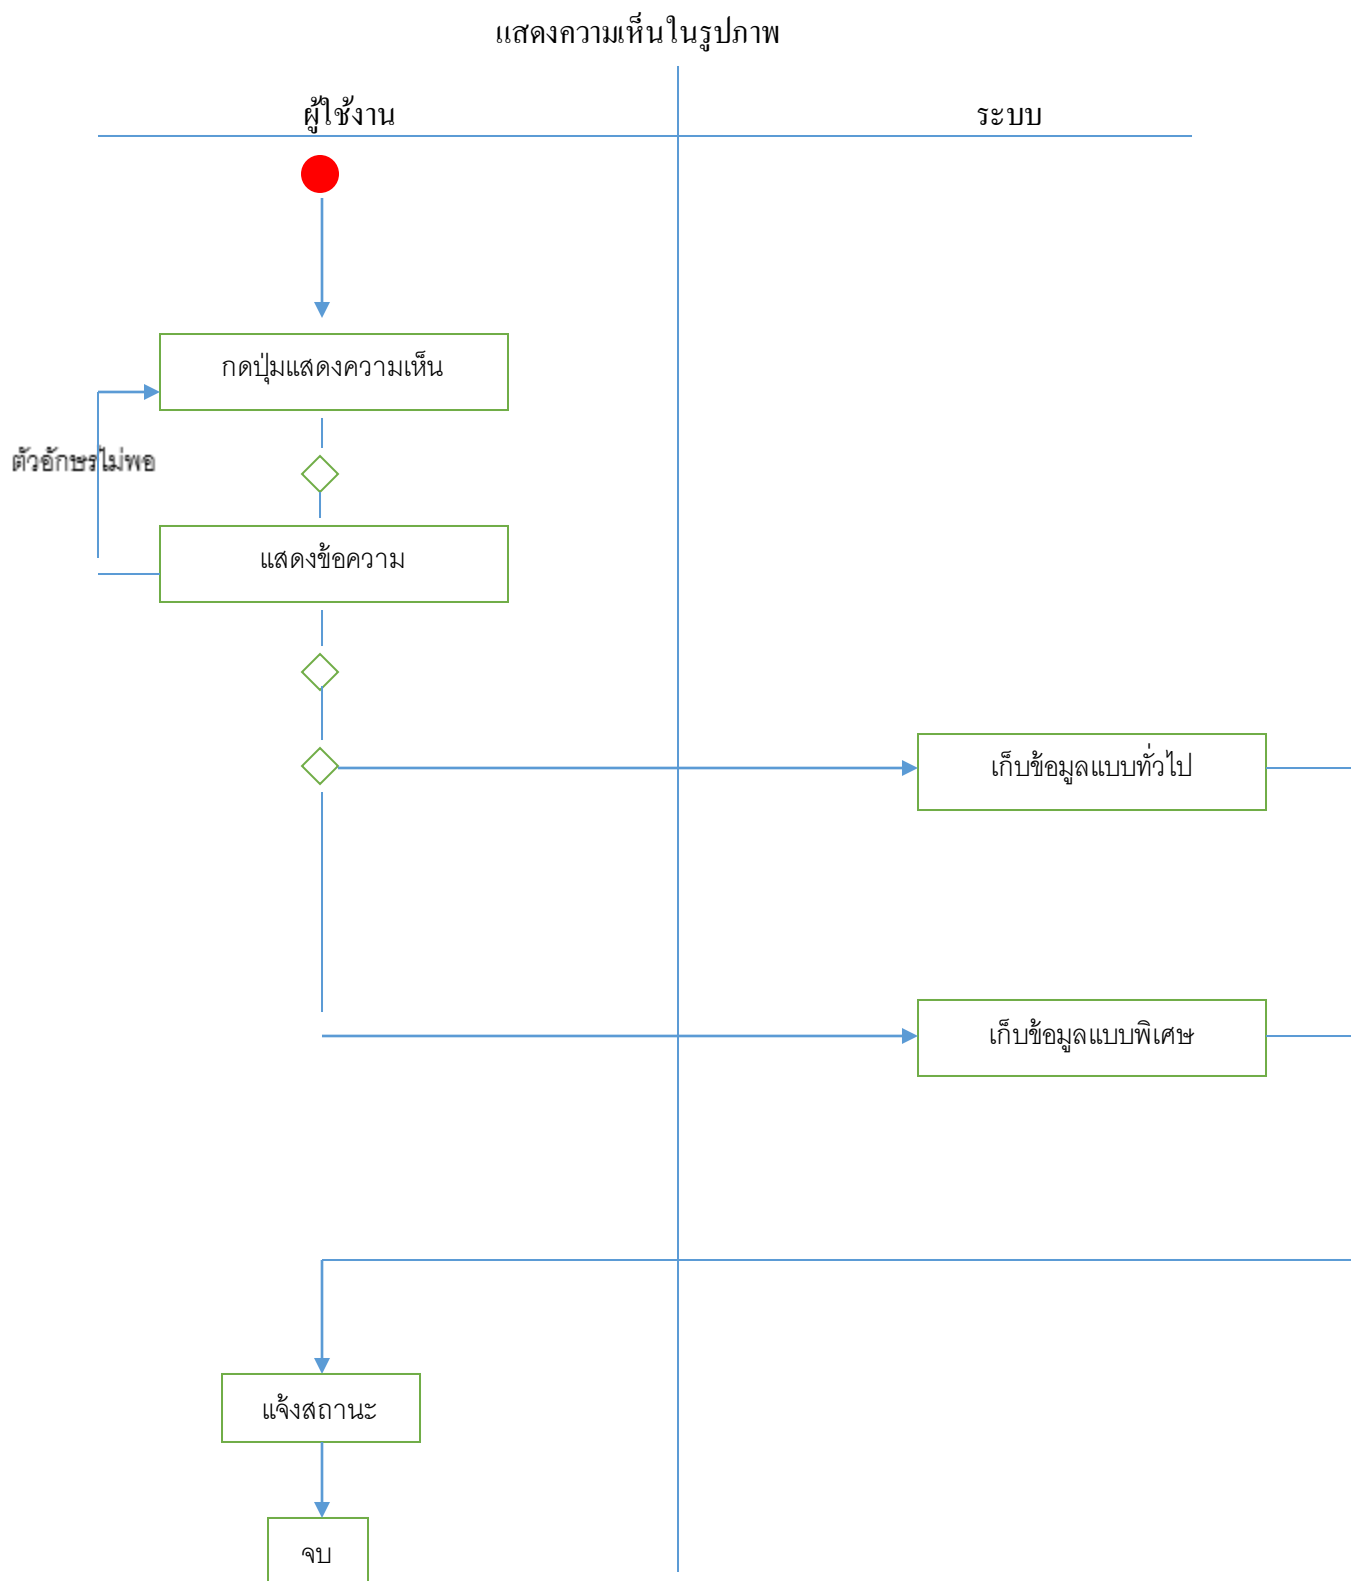 แสดงความเห็นในรูปภาพ
ผู้ใช้งาน
ระบบ
กดปุ่มแสดงความเห็น
ตัวอักษรไม่พอ
แสดงข้อความ
เก็บข้อมูลแบบทั่วไป
เก็บข้อมูลแบบพิเศษ
แจ้งสถานะ
จบ